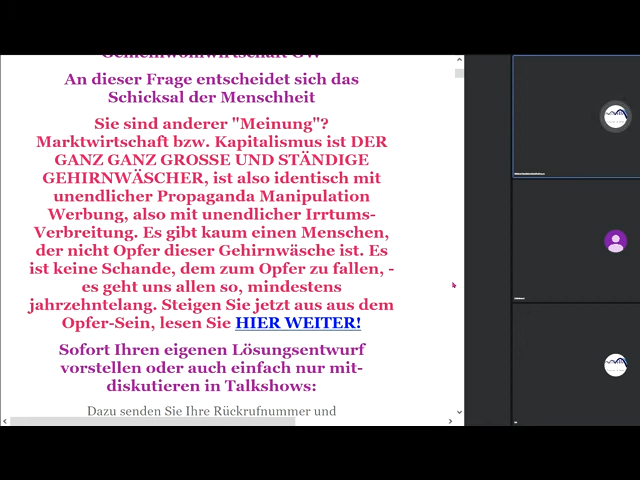 An dieser Frage entscheidet sich das
Schicksal der Menschheit
Sie sind anderer "Meinung"?
Marktwirtschaft bzw. Kapitalismus ist DER
GANZ GANZ GROSSE UND STÄNDIGE
GEHIRNWÄSCHER, ist also identisch mit
unendlicher Propaganda Manipulation
Werbung, also mit unendlicher Irrtums-
Verbreitung. Es gibt kaum einen Menschen,
der nicht Opfer dieser Gehirnwäsche ist. Es
ist keine Schande, dem zum Opfer zu fallen, -
es geht uns allen so, mindestens
jahrzehntelang. Steigen Sie jetzt aus aus dem
Opfer-Sein, lesen Sie HIER WEITER!
Sofort Ihren eigenen Lösungsentwurf
vorstellen oder auch einfach nur mit-
diskutieren in Talkshows:
Dazu senden Sie Ihre Rückrufnummer und